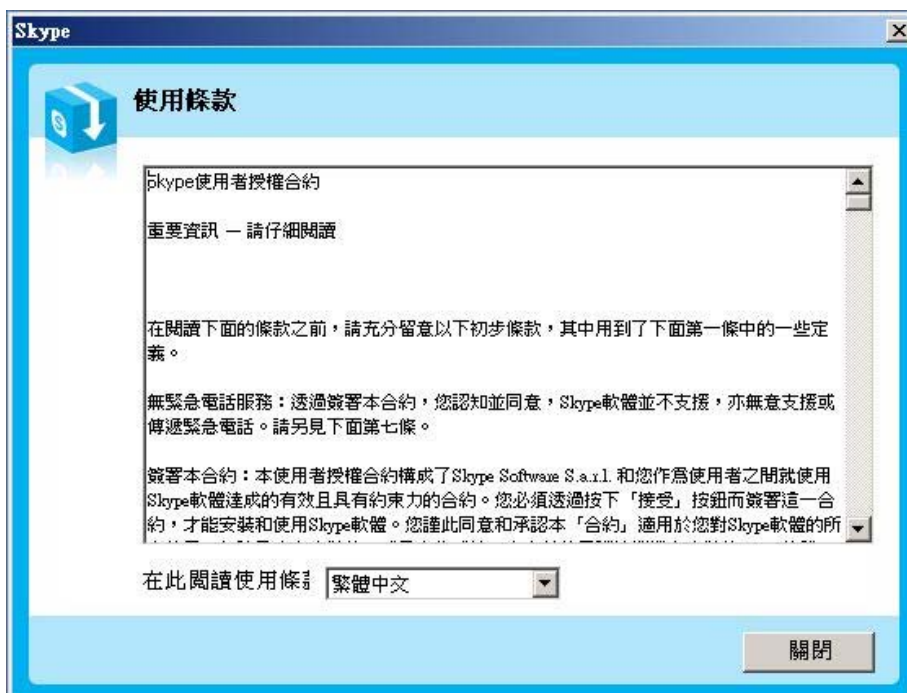 Skype
使用條款
Skype使用者授權合約
重要資訊 — 請仔細閱讀
在閱讀下面的條款之前，請充分留意以下初步條款，其中用到了下面第一條中的一些定
義。
無緊急電話服務：透過簽署本合約，您認知並同意，Skype軟體並不支援，亦無意支援或
傳遞緊急電話。請另見下面第七條。
簽署本合約：本使用者授權合約構成了Skype Software S.a.r.l. 和您作為使用者之間就使用
Skype軟體達成的有效且具有約束力的合約。您必須透過按下「接受」按鈕而簽署這一合
約，才能安裝和使用Skype軟體。您謹此同意和承認本「合約」適用於您對Skype軟體的所
在此閱讀使用條
繁體中文
關閉